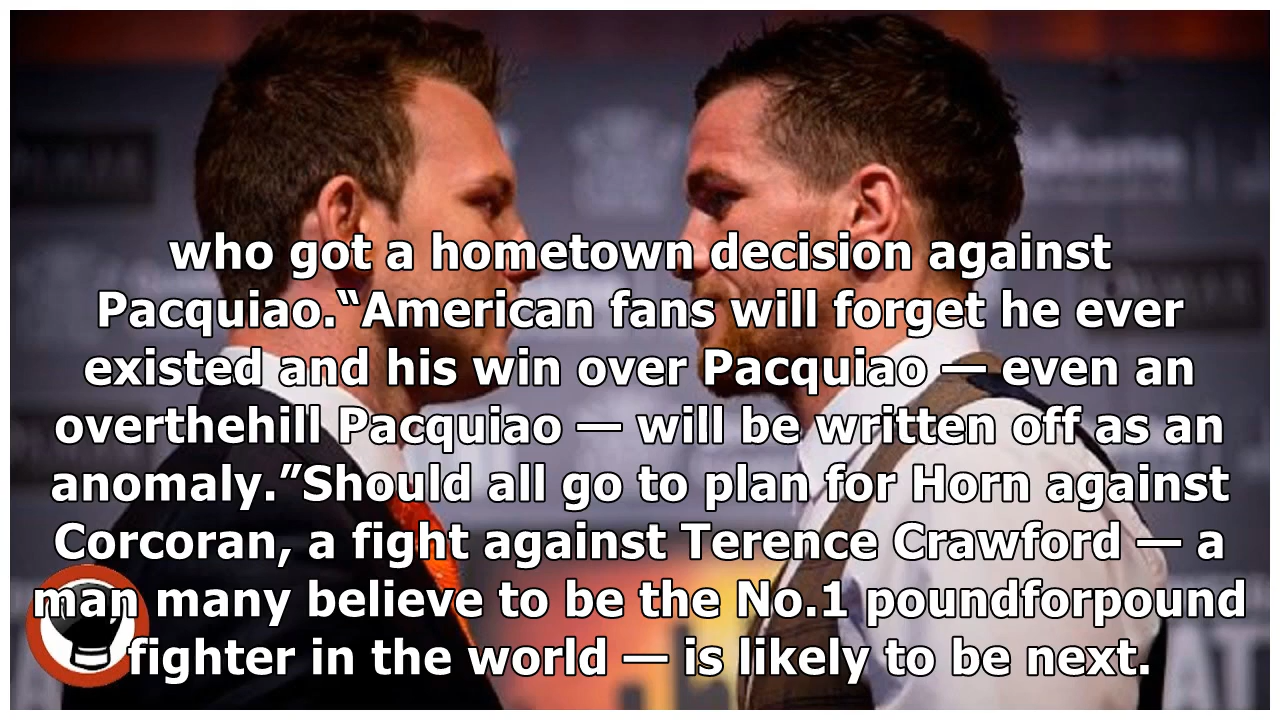 who got a hometown decision against
Pacquiao.“American fans will forget he ever
existed and his win over Pacquiao — even an
overthehill Pacquiao — will be written off as an
anomaly.”Should all go to plan for Horn against
Corcoran, a fight against Terence Crawford — a
man many believe to be the No.1 poundforpound
fighter in the world — is likely to be next.